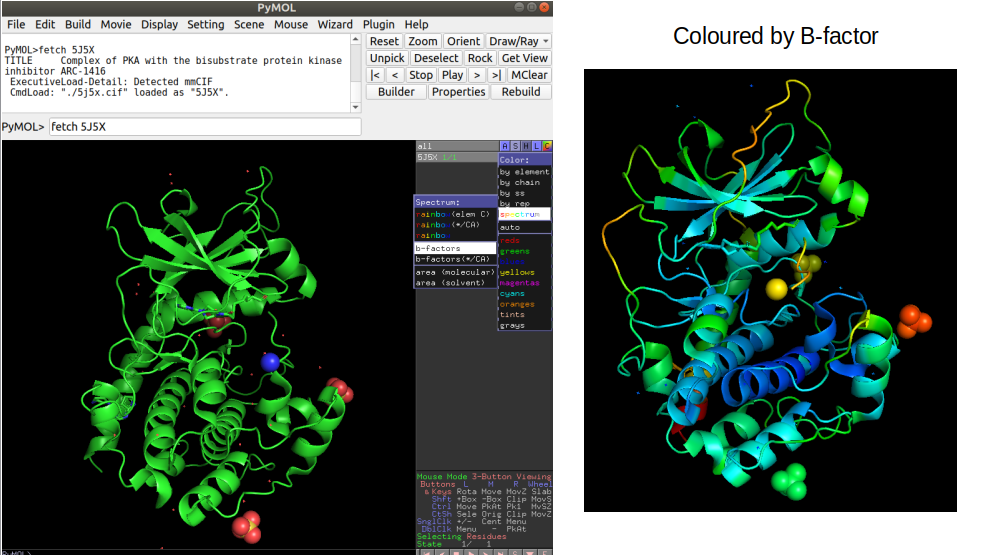 PyMOL
File Edit Build Movie Display Setting Scene Mouse Wizard Plugin Help
PyMOL>fetch 5J5X
TITLE Complex of PKA with the bisubstrate protein kinase
inhibitor ARC-1416
ExecutiveLoad-Detail: Detected mmCIF
CmdLoad: "./5j5x.cif" loaded as "5J5X".
Reset Zoom Orient Draw/Ray
Unpick Deselect Rock Get View
|< < Stop Play > >| MClear
Builder Properties Rebuild
PyMOL> fetch 5J5X
all A S H L C
5J5X 1/1
Color:
by element
by chain
by ss
by rep
spectrum
auto
reds
greens
blues
yellows
magentas
cyans
oranges
tints
grays
Spectrum:
rainbo (elem C)
rainbo (*/CA)
rainbo
b-factors
b-factors(*/CA)
area (molecular)
area (solvent)
Mouse Mode 3-Button Viewing
Buttons L M R Wheel
& Keys Rota Move MovZ Slab
Shft +Box -Box Clip MovS
Ctrl Move PkAt Pk1 MvSZ
CtSh Sele Orig Clip MovZ
SnglClk +/- Cent Menu
DblClk Menu - PkAt
Selecting Residues
State 1/ 1
PyMOL>
Coloured by B-factor